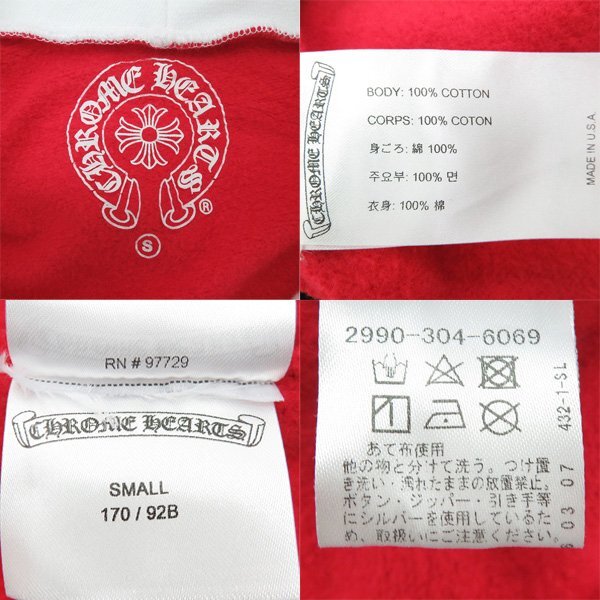 CHROME HEARTS
®
S
CHROME HEARTS
BODY: 100% COTTON
CORPS: 100% COTON
身ごろ: 綿 100%
주요부: 100% 면
衣身: 100% 棉
MADE IN U.S.A.
RN # 97729
CHROME HEARTS
SMALL
170 / 92B
2990-304-6069
あて布使用
他の物と分けて洗う。つけ置
き洗い・濡れたままの放置禁止。
ボタン・ジッパー・引き手等
にシルバーを使用しているた
め、取扱いにご注意ください。
432-1-SL
03 07